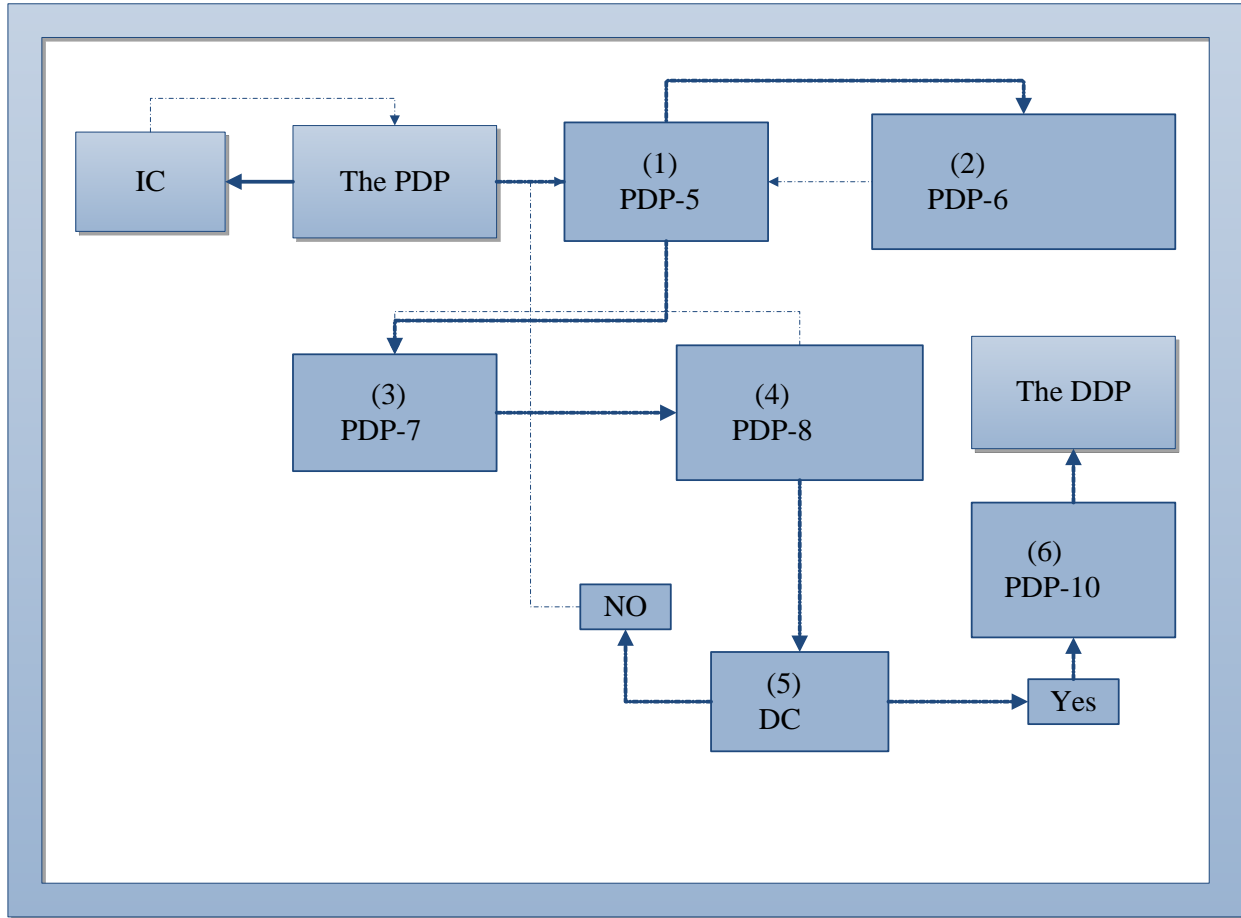 IC
The PDP
(1)
PDP-5
(2)
PDP-6
(3)
PDP-7
(4)
PDP-8
The DDP
(6)
PDP-10
NO
(5)
DC
Yes